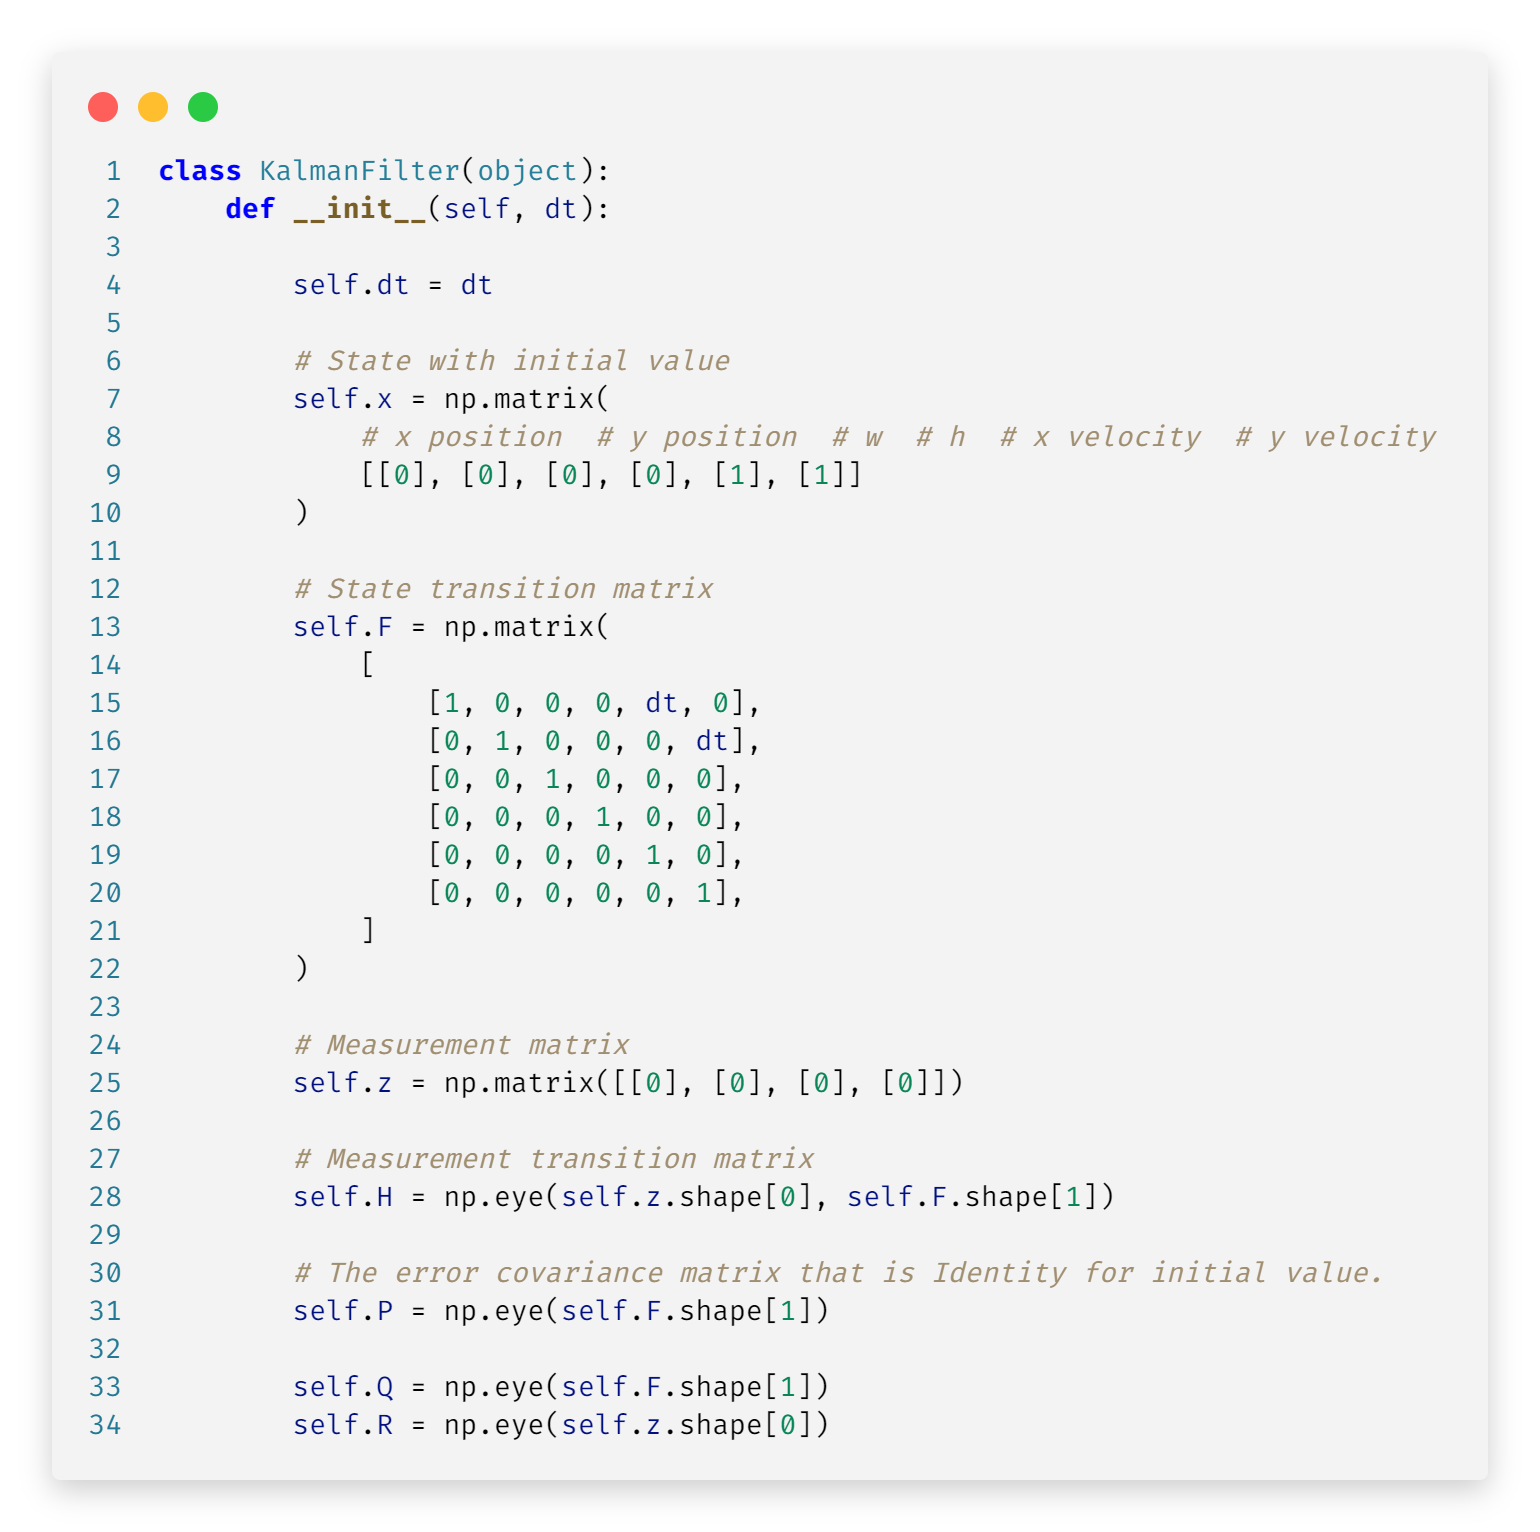 1 class KalmanFilter(object):
2     def __init__(self, dt):
3
4         self.dt = dt
5
6         # State with initial value
7         self.x = np.matrix(
8             # x position  # y position  # w  # h  # x velocity  # y velocity
9             [[0], [0], [0], [0], [1], [1]]
10         )
11
12         # State transition matrix
13         self.F = np.matrix(
14             [
15                 [1, 0, 0, 0, dt, 0],
16                 [0, 1, 0, 0, 0, dt],
17                 [0, 0, 1, 0, 0, 0],
18                 [0, 0, 0, 1, 0, 0],
19                 [0, 0, 0, 0, 1, 0],
20                 [0, 0, 0, 0, 0, 1],
21             ]
22         )
23
24         # Measurement matrix
25         self.z = np.matrix([[0], [0], [0], [0]])
26
27         # Measurement transition matrix
28         self.H = np.eye(self.z.shape[0], self.F.shape[1])
29
30         # The error covariance matrix that is Identity for initial value.
31         self.P = np.eye(self.F.shape[1])
32
33         self.Q = np.eye(self.F.shape[1])
34         self.R = np.eye(self.z.shape[0])